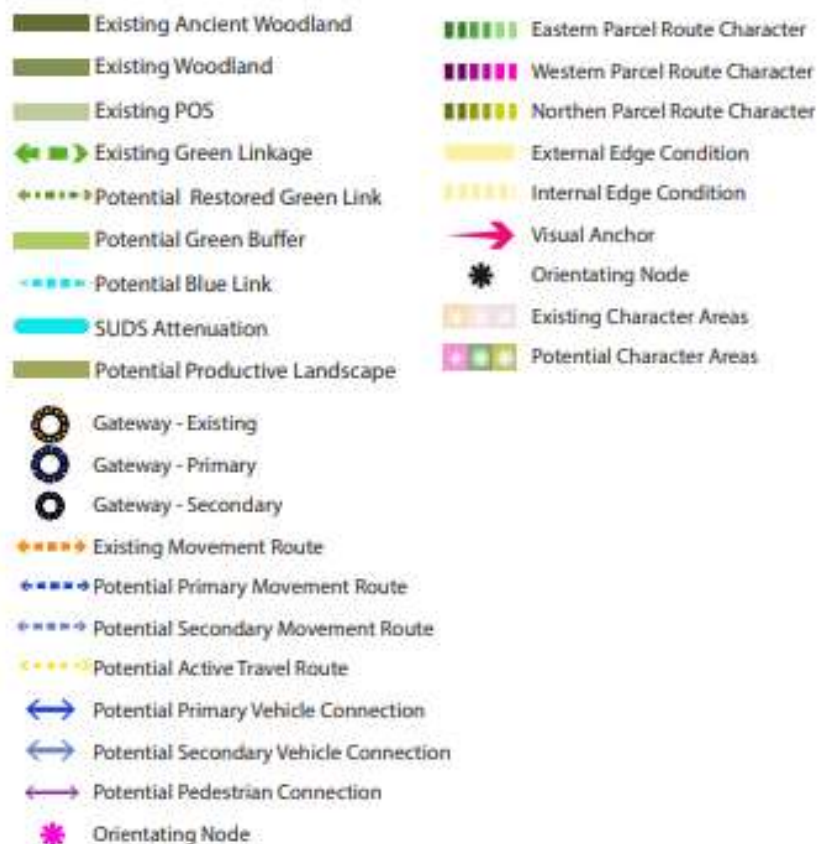 Existing Ancient Woodland
Existing Woodland
Existing POS
Existing Green Linkage
Potential Restored Green Link
Potential Green Buffer
Potential Blue Link
SUDS Attenuation
Potential Productive Landscape
Gateway - Existing
Gateway - Primary
Gateway - Secondary
Existing Movement Route
Potential Primary Movement Route
Potential Secondary Movement Route
Potential Active Travel Route
Potential Primary Vehicle Connection
Potential Secondary Vehicle Connection
Potential Pedestrian Connection
Orientating Node
Eastern Parcel Route Character
Western Parcel Route Character
Northen Parcel Route Character
External Edge Condition
Internal Edge Condition
Visual Anchor
Orientating Node
Existing Character Areas
Potential Character Areas